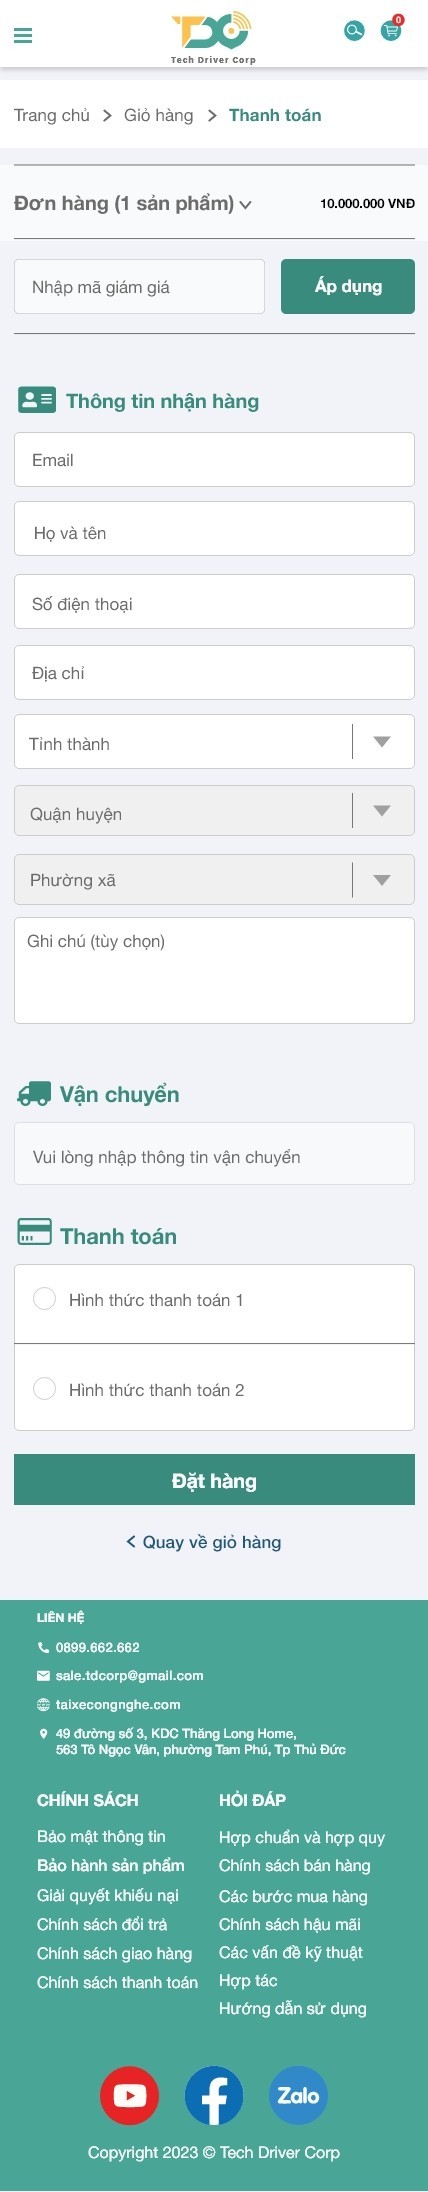 TDC
Tech Driver Corp
0
Trang chủ > Giỏ hàng > Thanh toán
Đơn hàng (1 sản phẩm)
10.000.000 VNĐ
Nhập mã giảm giá
Áp dụng
Thông tin nhận hàng
Email
Họ và tên
Số điện thoại
Địa chỉ
Tỉnh thành
Quận huyện
Phường xã
Ghi chú (tùy chọn)
Vận chuyển
Vui lòng nhập thông tin vận chuyển
Thanh toán
Hình thức thanh toán 1
Hình thức thanh toán 2
Đặt hàng
< Quay về giỏ hàng
LIÊN HỆ
0899.662.662
sale.tdcorp@gmail.com
taixecongnghe.com
49 đường số 3, KDC Thăng Long Home,
563 Tô Ngọc Vân, phường Tam Phú, Tp Thủ Đức
CHÍNH SÁCH
Bảo mật thông tin
Bảo hành sản phẩm
Giải quyết khiếu nại
Chính sách đổi trả
Chính sách giao hàng
Chính sách thanh toán
HỎI ĐÁP
Hợp chuẩn và hợp quy
Chính sách bán hàng
Các bước mua hàng
Chính sách hậu mãi
Các vấn đề kỹ thuật
Hợp tác
Hướng dẫn sử dụng
Zalo
Copyright 2023 © Tech Driver Corp